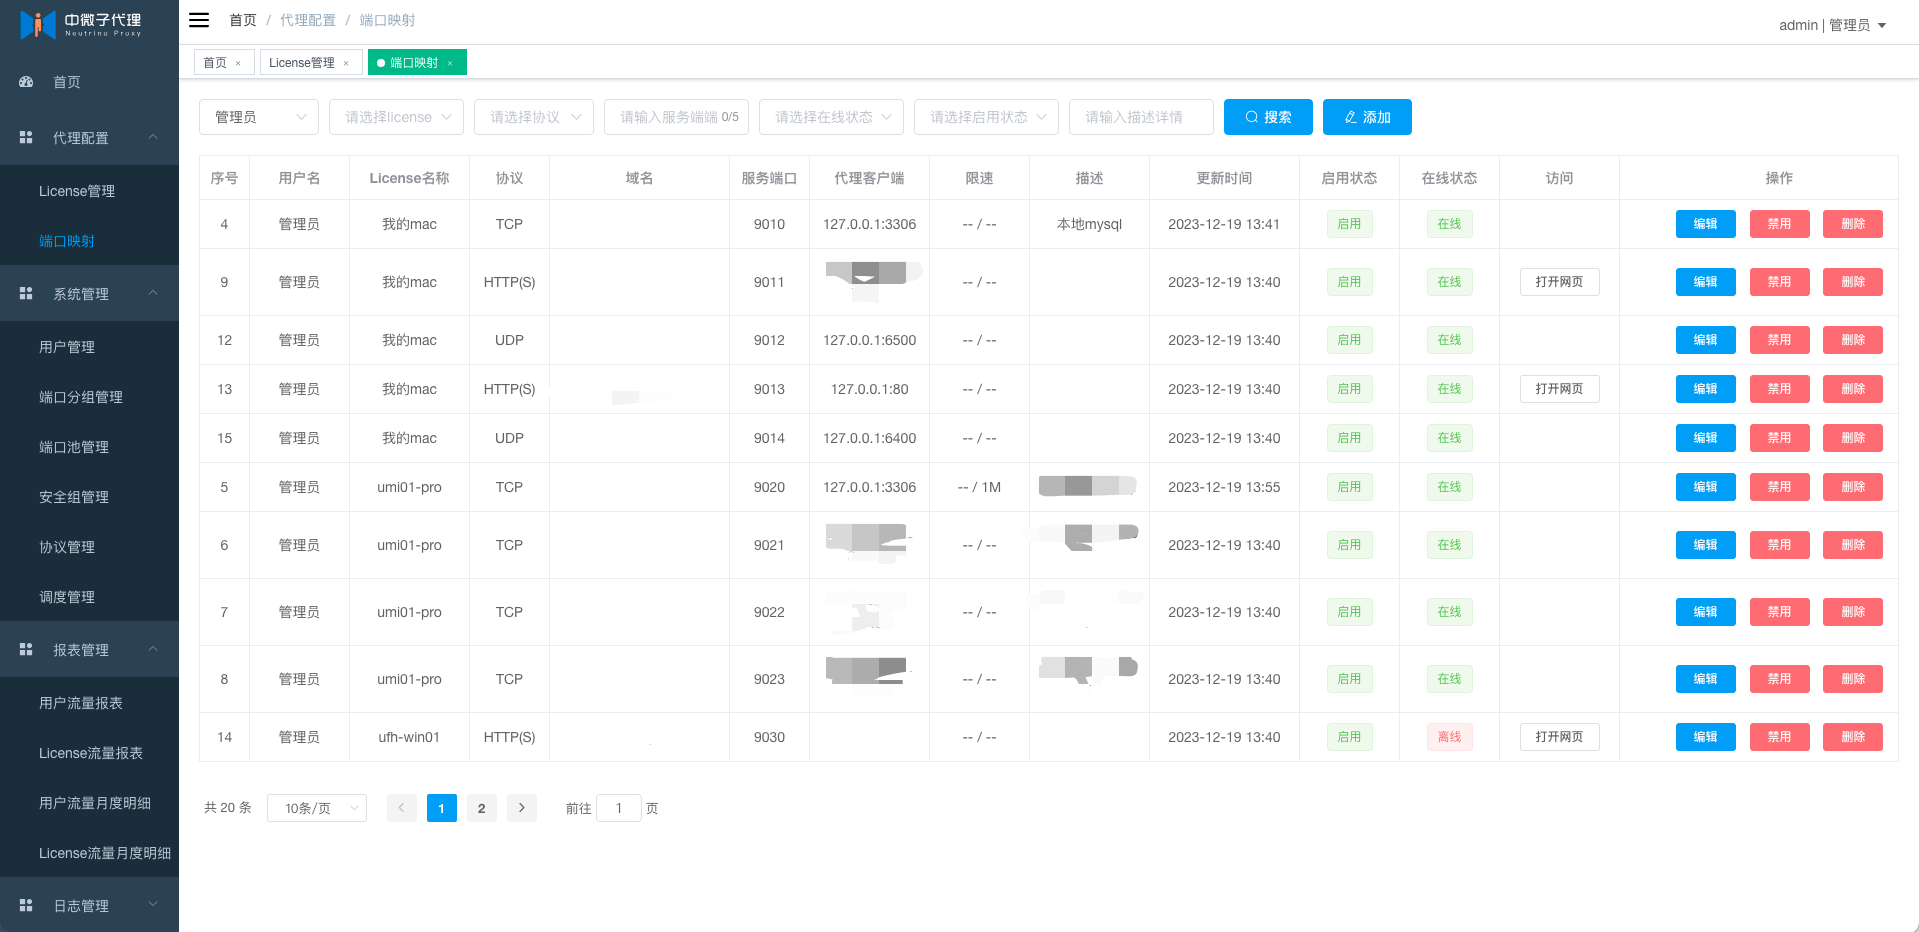 中微子代理
Neutrino Proxy
首页
代理配置
License管理
端口映射
系统管理
用户管理
端口分组管理
端口池管理
安全组管理
协议管理
调度管理
报表管理
用户流量报表
License流量报表
用户流量月度明细
License流量月度明细
日志管理
首页 / 代理配置 / 端口映射
admin | 管理员
首页 × License管理 × 端口映射 ×
管理员 请选择license 请选择协议 请输入服务端端 0/5 请选择在线状态 请选择启用状态 请输入描述详情 搜索 添加
序号 用户名 License名称 协议 域名 服务端口 代理客户端 限速 描述 更新时间 启用状态 在线状态 访问 操作
4 管理员 我的mac TCP 9010 127.0.0.1:3306 -- / -- 本地mysql 2023-12-19 13:41 启用 在线 编辑 禁用 删除
9 管理员 我的mac HTTP(S) 9011 -- / -- 2023-12-19 13:40 启用 在线 打开网页 编辑 禁用 删除
12 管理员 我的mac UDP 9012 127.0.0.1:6500 -- / -- 2023-12-19 13:40 启用 在线 编辑 禁用 删除
13 管理员 我的mac HTTP(S) 9013 127.0.0.1:80 -- / -- 2023-12-19 13:40 启用 在线 打开网页 编辑 禁用 删除
15 管理员 我的mac UDP 9014 127.0.0.1:6400 -- / -- 2023-12-19 13:40 启用 在线 编辑 禁用 删除
5 管理员 umi01-pro TCP 9020 127.0.0.1:3306 -- / 1M 2023-12-19 13:55 启用 在线 编辑 禁用 删除
6 管理员 umi01-pro TCP 9021 -- / -- 2023-12-19 13:40 启用 在线 编辑 禁用 删除
7 管理员 umi01-pro TCP 9022 -- / -- 2023-12-19 13:40 启用 在线 编辑 禁用 删除
8 管理员 umi01-pro TCP 9023 -- / -- 2023-12-19 13:40 启用 在线 编辑 禁用 删除
14 管理员 ufh-win01 HTTP(S) 9030 -- / -- 2023-12-19 13:40 启用 离线 打开网页 编辑 禁用 删除
共 20 条 10条/页 1 2 前往 1 页